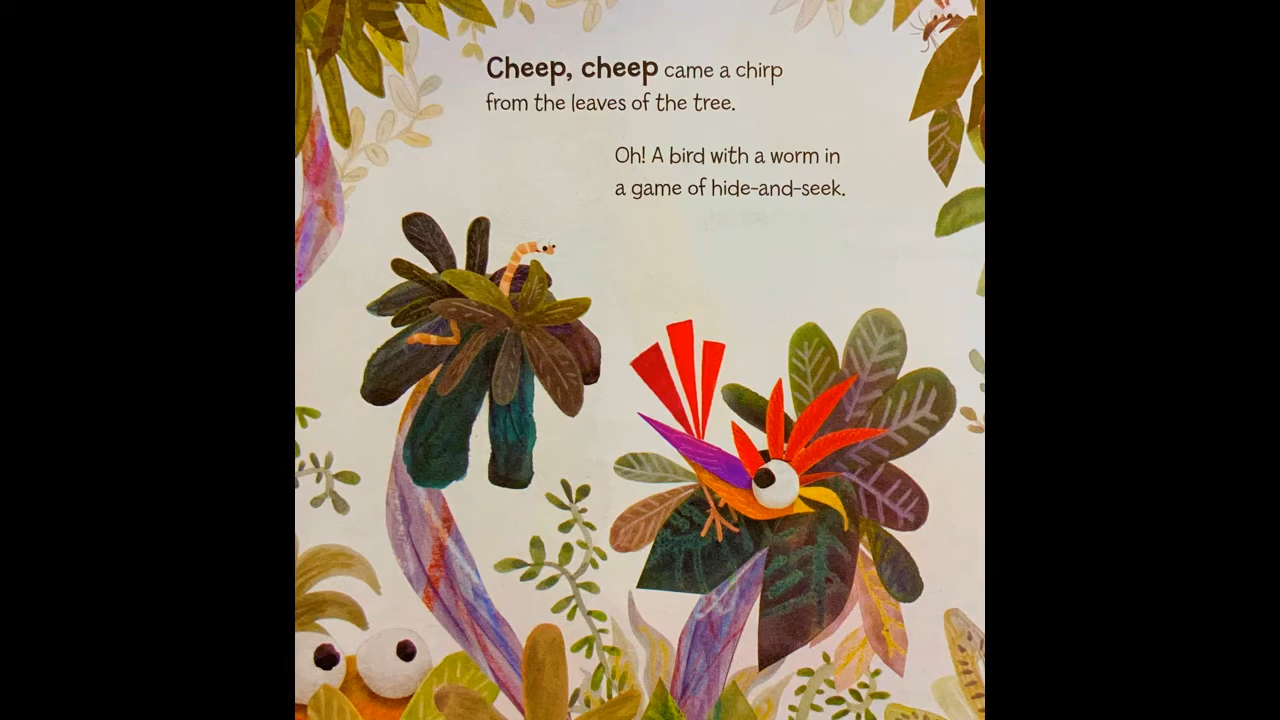 Cheep, cheep came a chirp
from the leaves of the tree.
Oh! A bird with a worm in
a game of hide-and-seek.